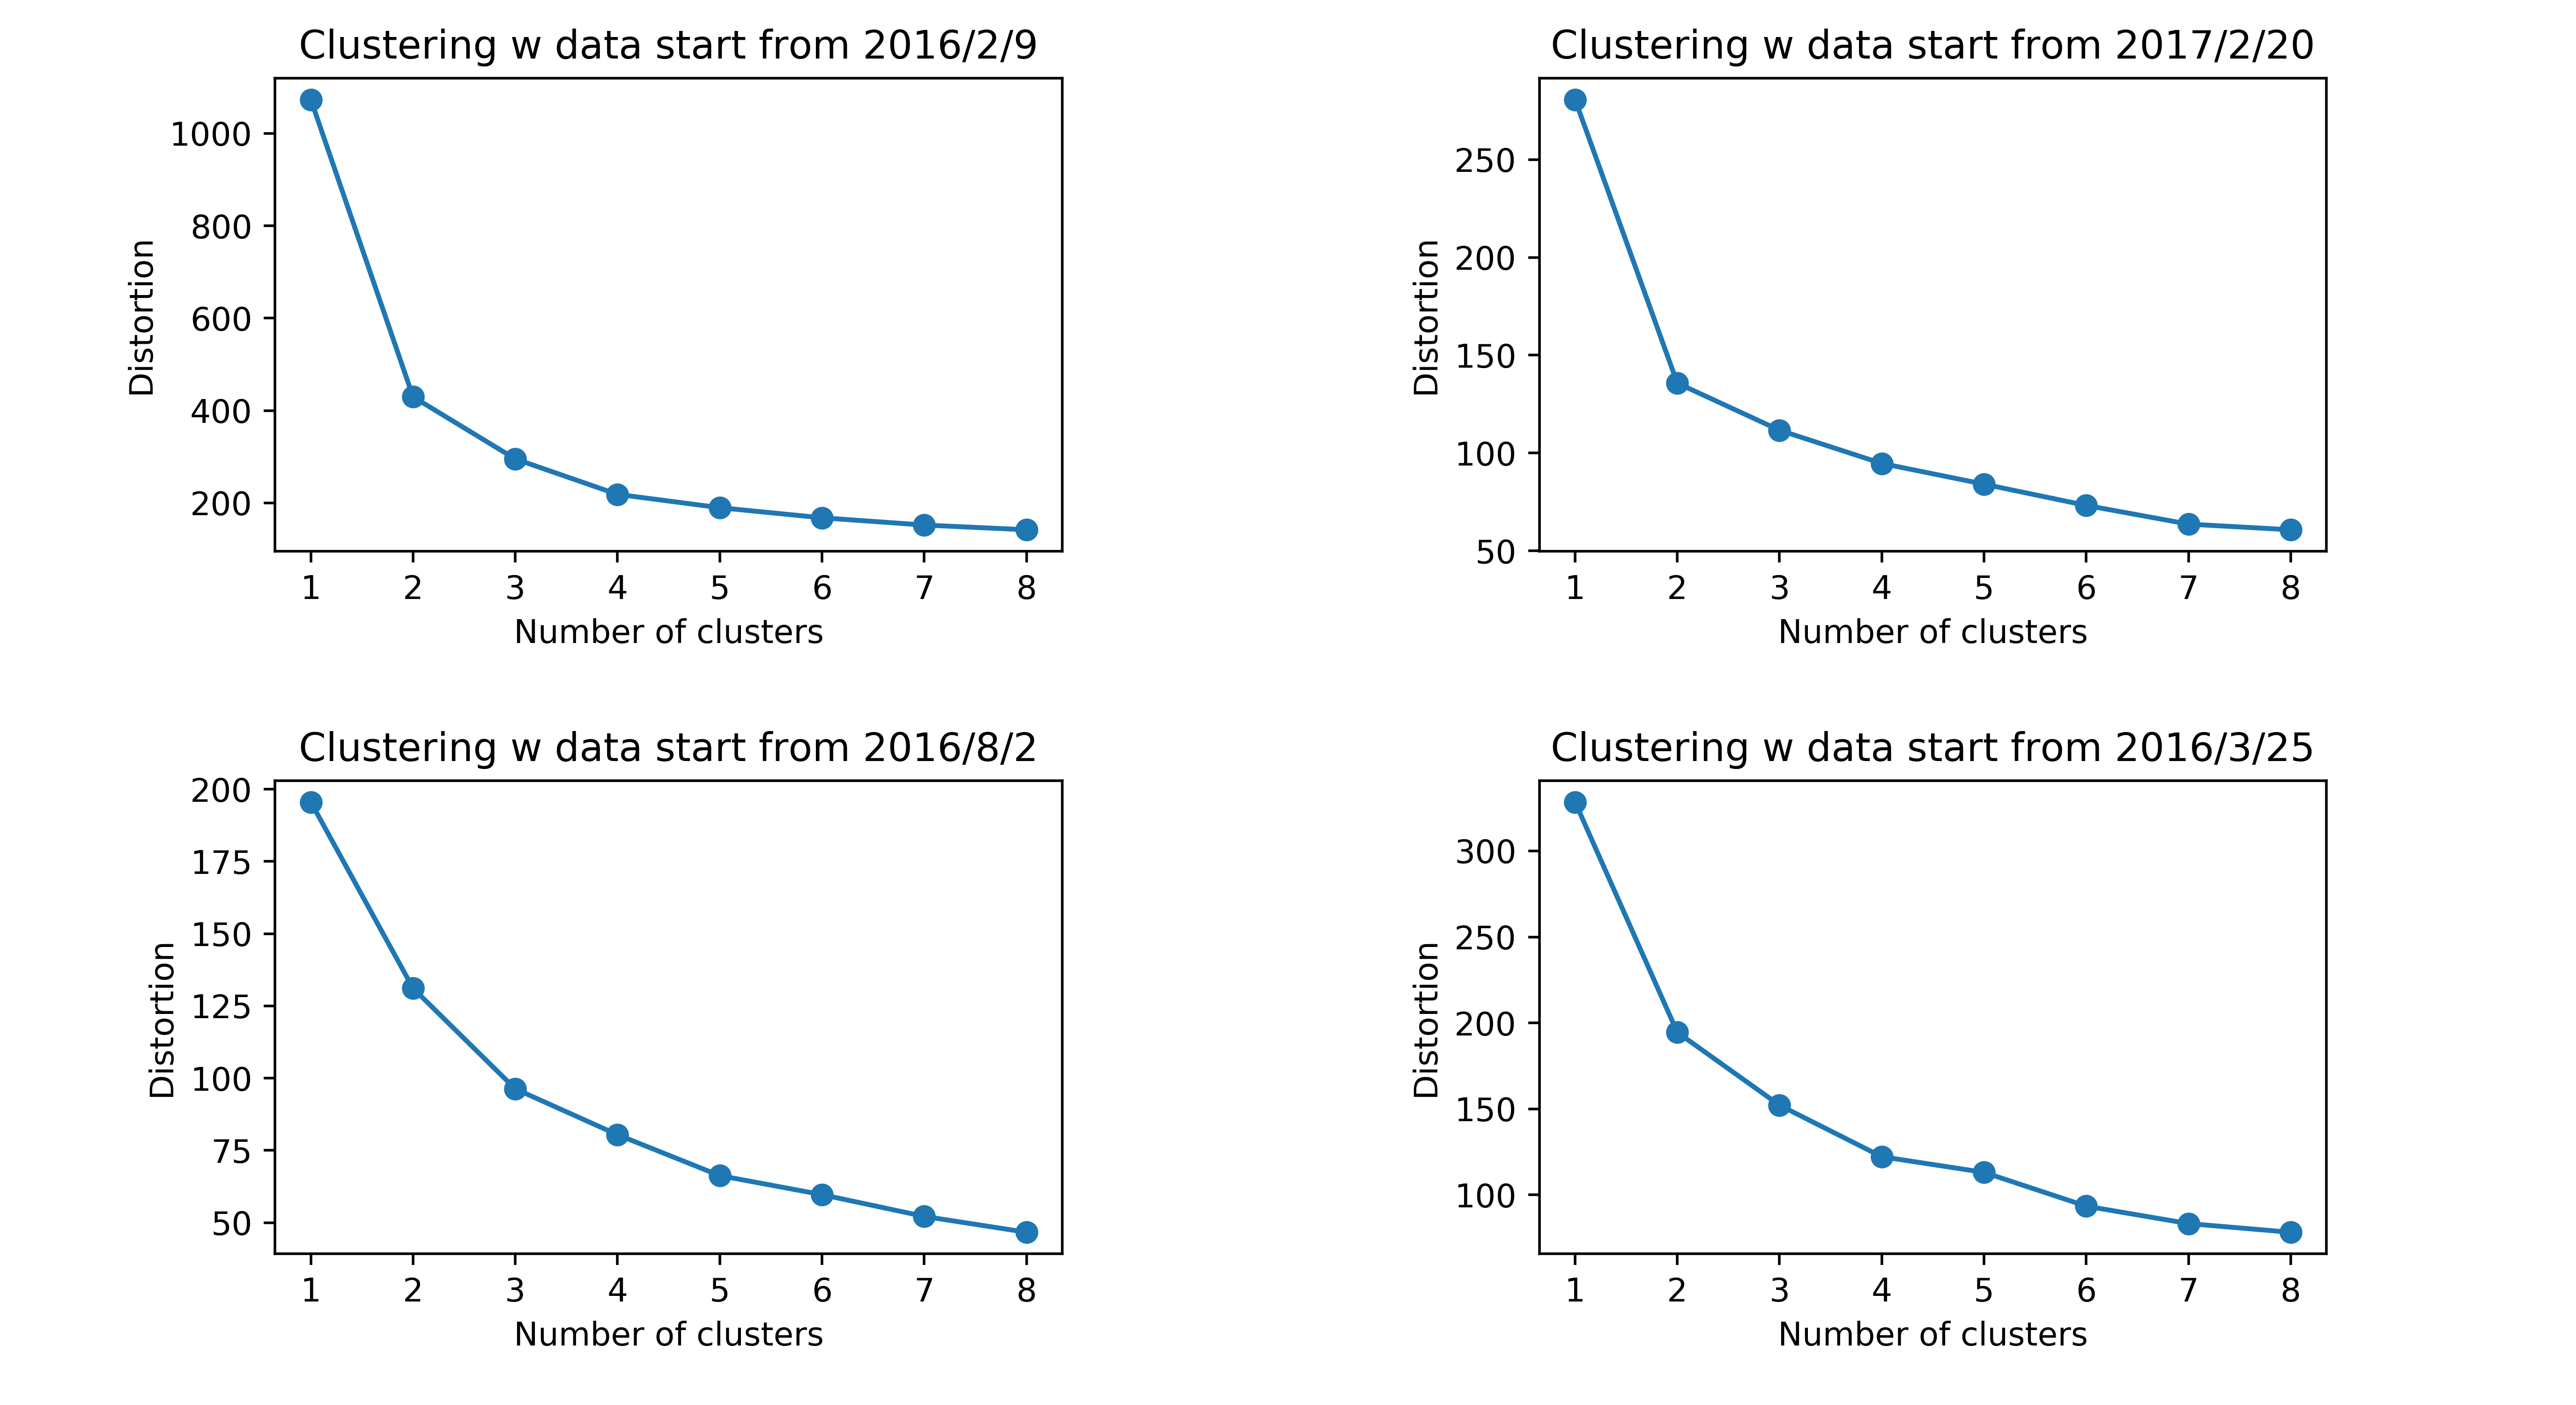 Clustering w data start from 2016/2/9
1000
800
600
400
200
Distortion
1 2 3 4 5 6 7 8
Number of clusters
Clustering w data start from 2017/2/20
250
200
150
100
50
Distortion
1 2 3 4 5 6 7 8
Number of clusters
Clustering w data start from 2016/8/2
200
175
150
125
100
75
50
Distortion
1 2 3 4 5 6 7 8
Number of clusters
Clustering w data start from 2016/3/25
300
250
200
150
100
Distortion
1 2 3 4 5 6 7 8
Number of clusters